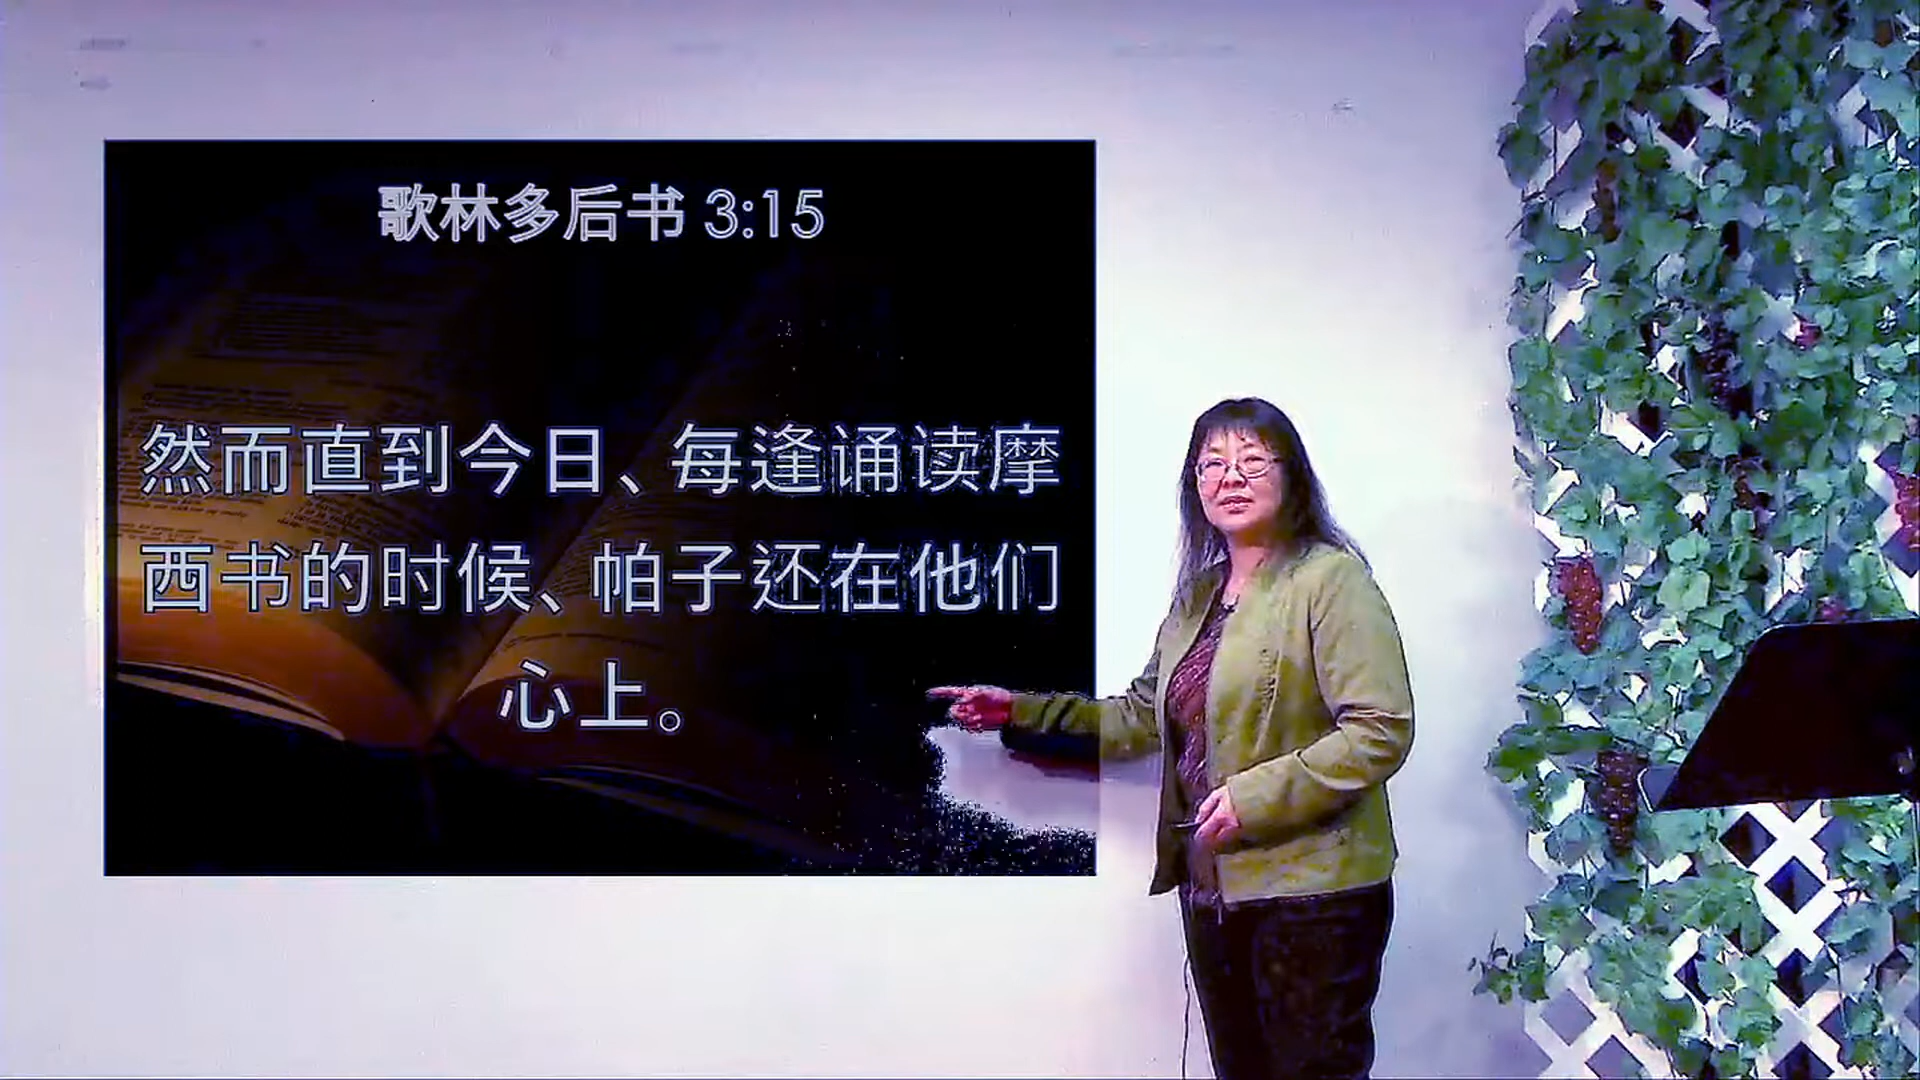 歌林多后书 3:15
然而直到今日、每逢诵读摩
西书的时候、帕子还在他们
心上。